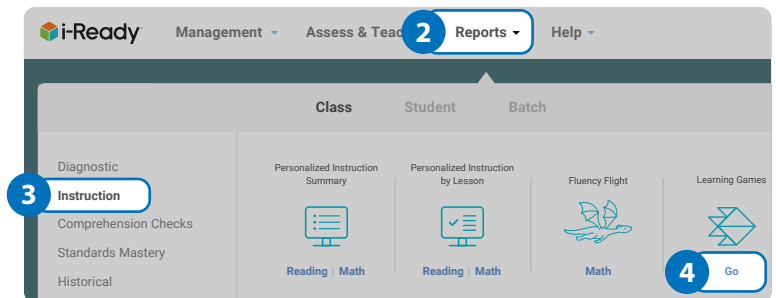 i-Ready Management Assess & Teac 2 Reports Help
Class Student Batch
Diagnostic
3 Instruction
Comprehension Checks
Standards Mastery
Historical
Personalized Instruction
Summary
Reading | Math
Personalized Instruction
by Lesson
Reading | Math
Fluency Flight
Math
Learning Games
4 Go